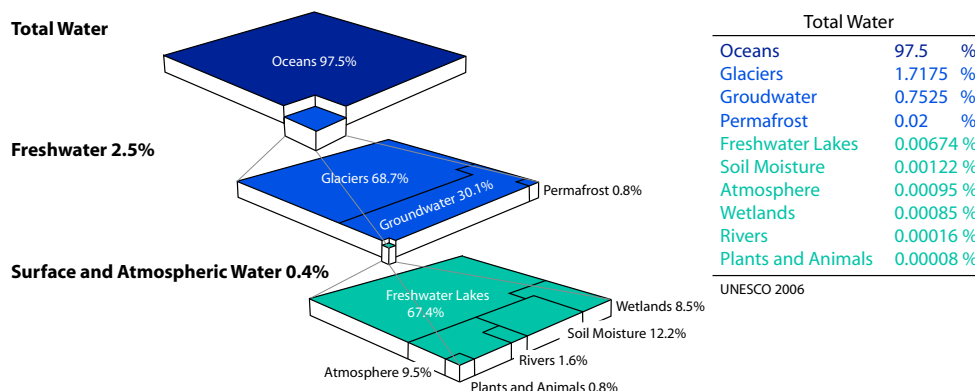 Total Water
Oceans 97.5%
Freshwater 2.5%
Glaciers 68.7%
Groundwater 30.1%
Permafrost 0.8%
Surface and Atmospheric Water 0.4%
Freshwater Lakes
67.4%
Wetlands 8.5%
Soil Moisture 12.2%
Rivers 1.6%
Atmosphere 9.5%
Plants and Animals 0.8%
Total Water
Oceans 97.5 %
Glaciers 1.7175 %
Groudwater 0.7525 %
Permafrost 0.02 %
Freshwater Lakes 0.00674 %
Soil Moisture 0.00122 %
Atmosphere 0.00095 %
Wetlands 0.00085 %
Rivers 0.00016 %
Plants and Animals 0.00008 %
UNESCO 2006